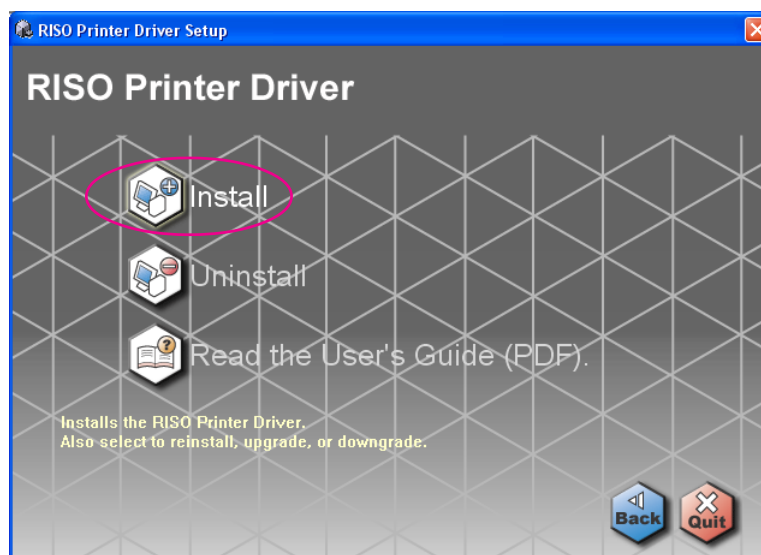 RISO Printer Driver Setup
RISO Printer Driver
Install
Uninstall
Read the User's Guide (PDF).
Installs the RISO Printer Driver.
Also select to reinstall, upgrade, or downgrade.
Back
Quit